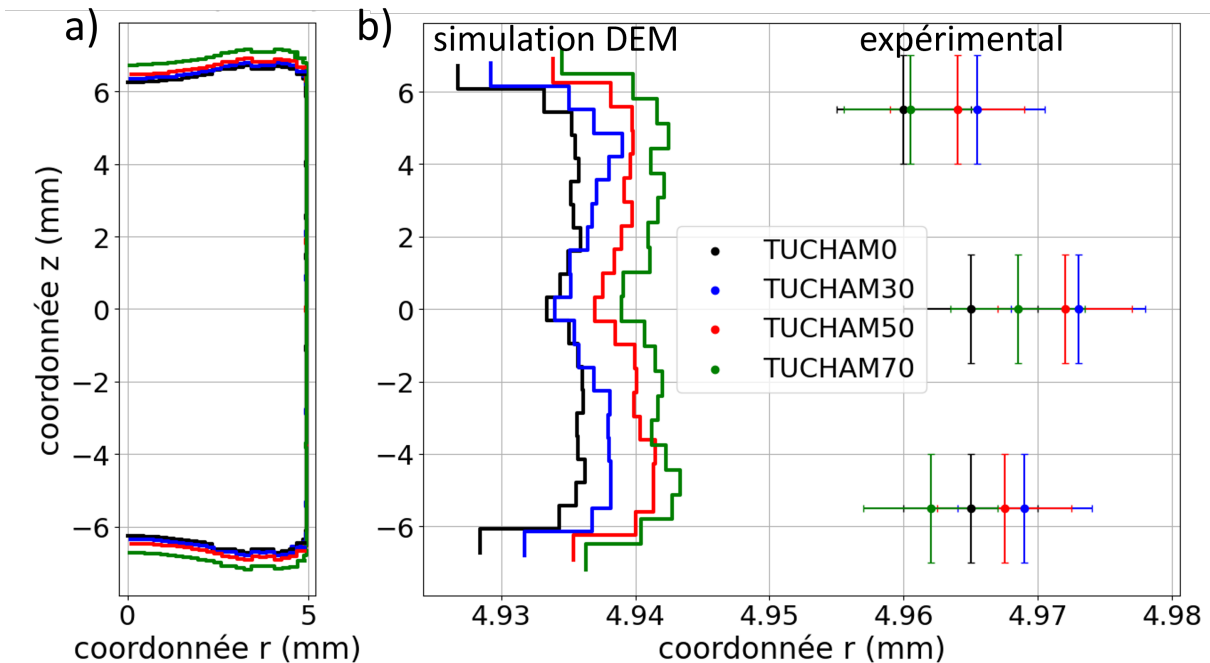 a)
b)
simulation DEM
expérimental
6
4
2
0
−2
−4
−6
coordonnée z (mm)
0
5
coordonnée r (mm)
6
4
2
0
−2
−4
−6
TUCHAM0
TUCHAM30
TUCHAM50
TUCHAM70
4.93
4.94
4.95
4.96
4.97
4.98
coordonnée r (mm)